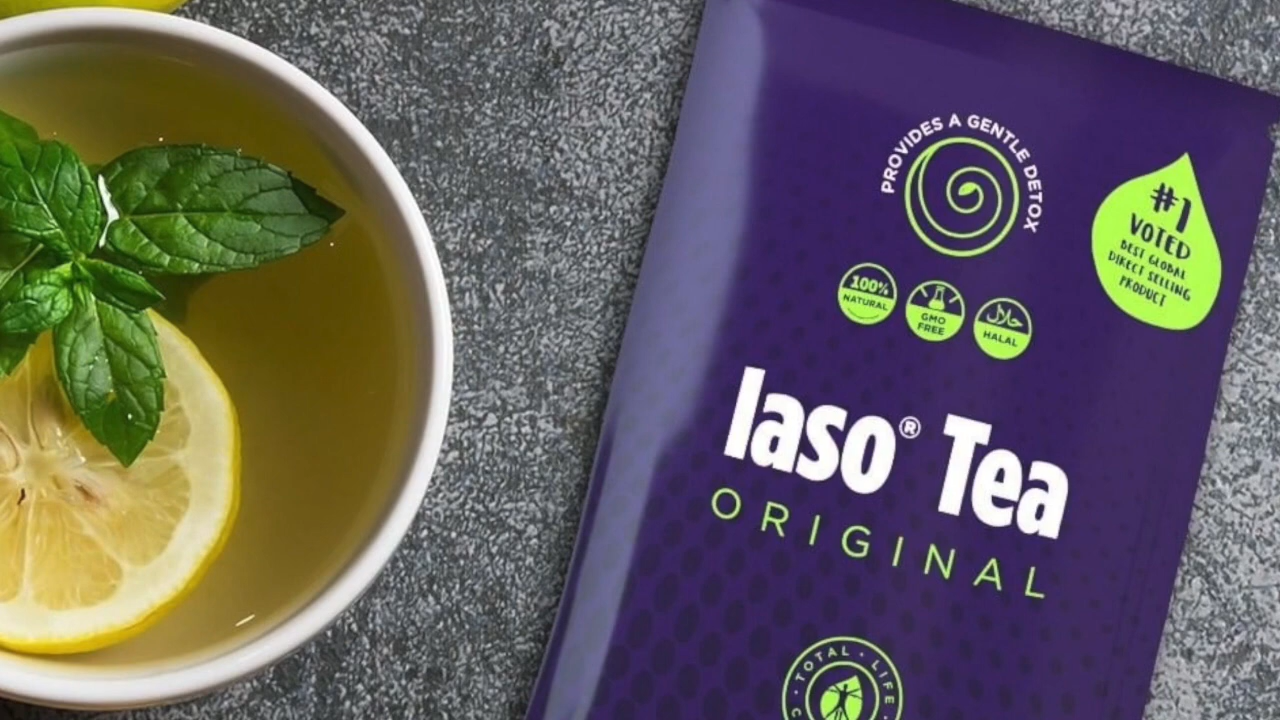 PROVIDES A GENTLE DETOX
#1
VOTED
BEST GLOBAL
DIRECT SELLING
PRODUCT
100%
NATURAL
GMO
FREE
حلال
HALAL
Iaso® Tea
ORIGINAL
TOTAL · LIFE